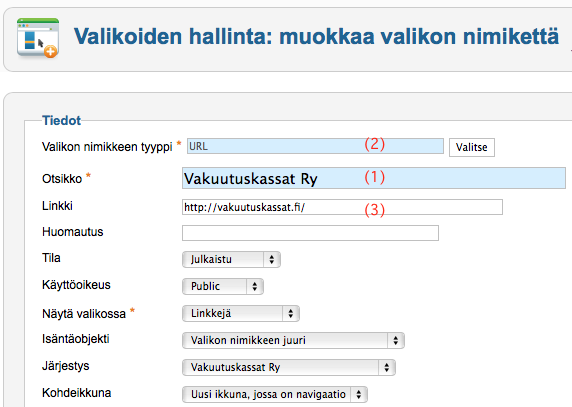 Valikoiden hallinta: muokkaa valikon nimikettä
Tiedot
Valikon nimikkeen tyyppi * URL (2) Valitse
Otsikko * Vakuutuskassat Ry (1)
Linkki http://vakuutuskassat.fi/ (3)
Huomautus
Tila Julkaistu
Käyttöoikeus Public
Näytä valikossa * Linkkejä
Isäntäobjekti Valikon nimikkeen juuri
Järjestys Vakuutuskassat Ry
Kohdeikkuna Uusi ikkuna, jossa on navigaatio